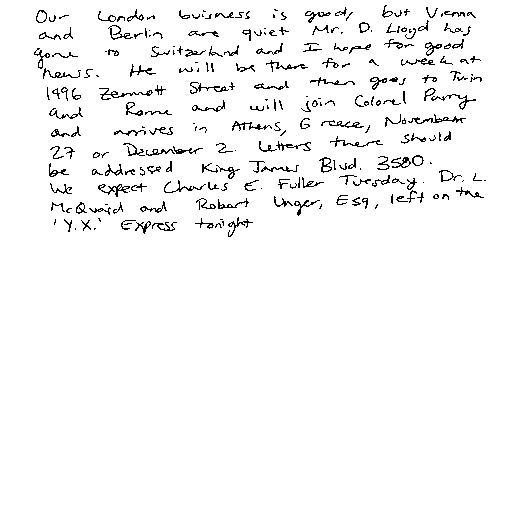 Our London buisness is good, but Vienna
and Berlin are quiet Mr. D. Lloyd has
gone to Switzerland and I hope for good
news. He will be there for a week at
1496 Zermott Street and then goes to Turin
and Rome and will join Colonel Parry
and arrives in Athens, Greece, November
27 or December 2. Letters there should
be addressed King James Blvd. 3580.
We expect Charles E. Fuller Tuesday. Dr. L.
McQuaid and Robert Unger, Esq, left on the
'Y.X.' Express tonight